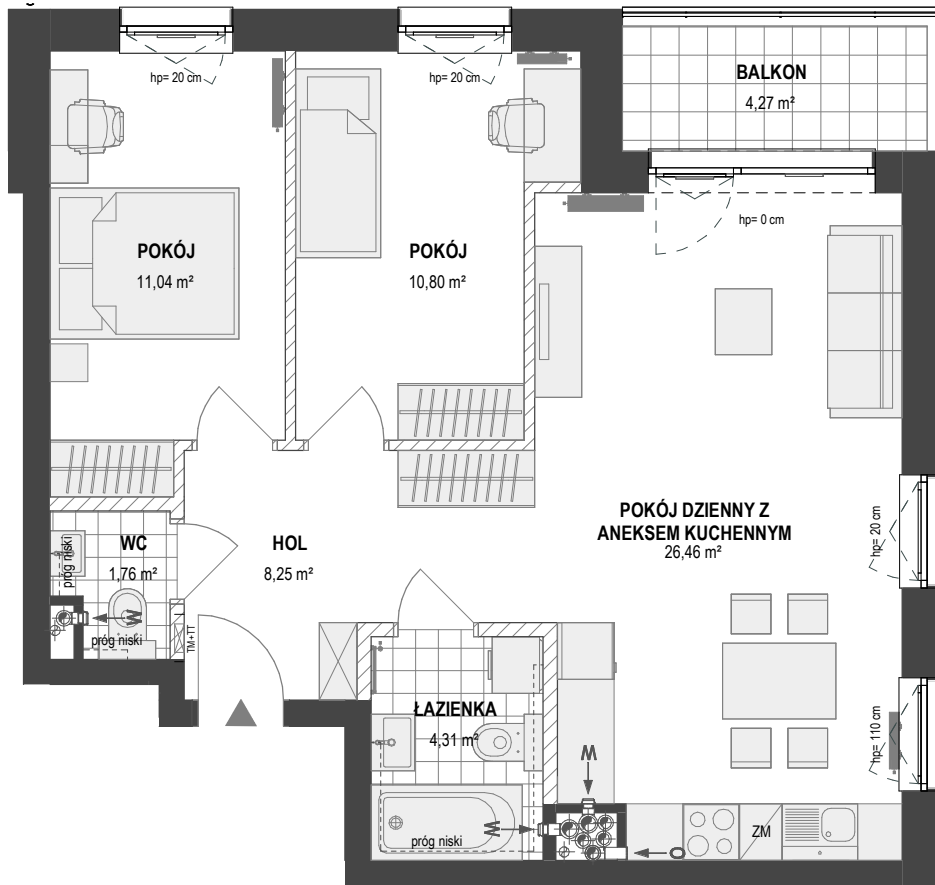 hp= 20 cm
hp= 20 cm
BALKON
4,27 m²
hp= 0 cm
POKÓJ
11,04 m²
POKÓJ
10,80 m²
POKÓJ DZIENNY Z
ANEKSEM KUCHENNYM
26,46 m²
hp= 20 cm
WC
1,76 m²
próg niski
próg niski
W
HOL
8,25 m²
TM+TT
ŁAZIENKA
4,31 m²
W
próg niski
W
O
ZM
hp= 110 cm